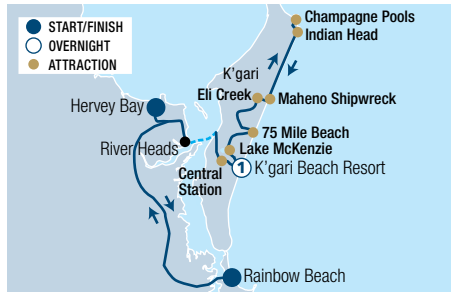 START/FINISH
OVERNIGHT
ATTRACTION
Champagne Pools
Indian Head
K'gari
Eli Creek
Maheno Shipwreck
Hervey Bay
River Heads
75 Mile Beach
Lake McKenzie
Central
Station
1
K'gari Beach Resort
Rainbow Beach